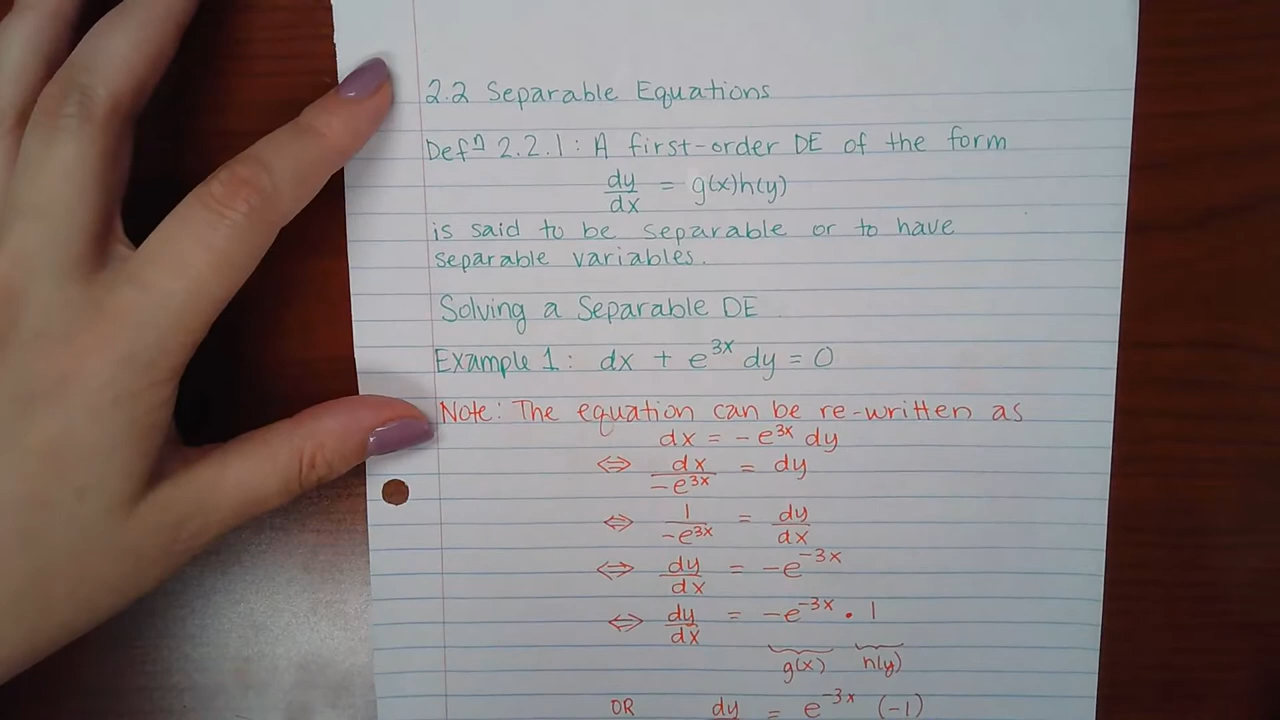 2.2 Separable Equations
Defⁿ 2.2.1: A first-order DE of the form
dy/dx = g(x)h(y)
is said to be separable or to have
separable variables.
Solving a Separable DE
Example 1: dx + e^{3x} dy = 0
Note: The equation can be re-written as
dx = -e^{3x} dy
⇔ dx/-e^{3x} = dy
⇔ 1/-e^{3x} = dy/dx
⇔ dy/dx = -e^{-3x}
⇔ dy/dx = -e^{-3x} · 1
g(x) h(y)
OR dy = e^{-3x} (-1)